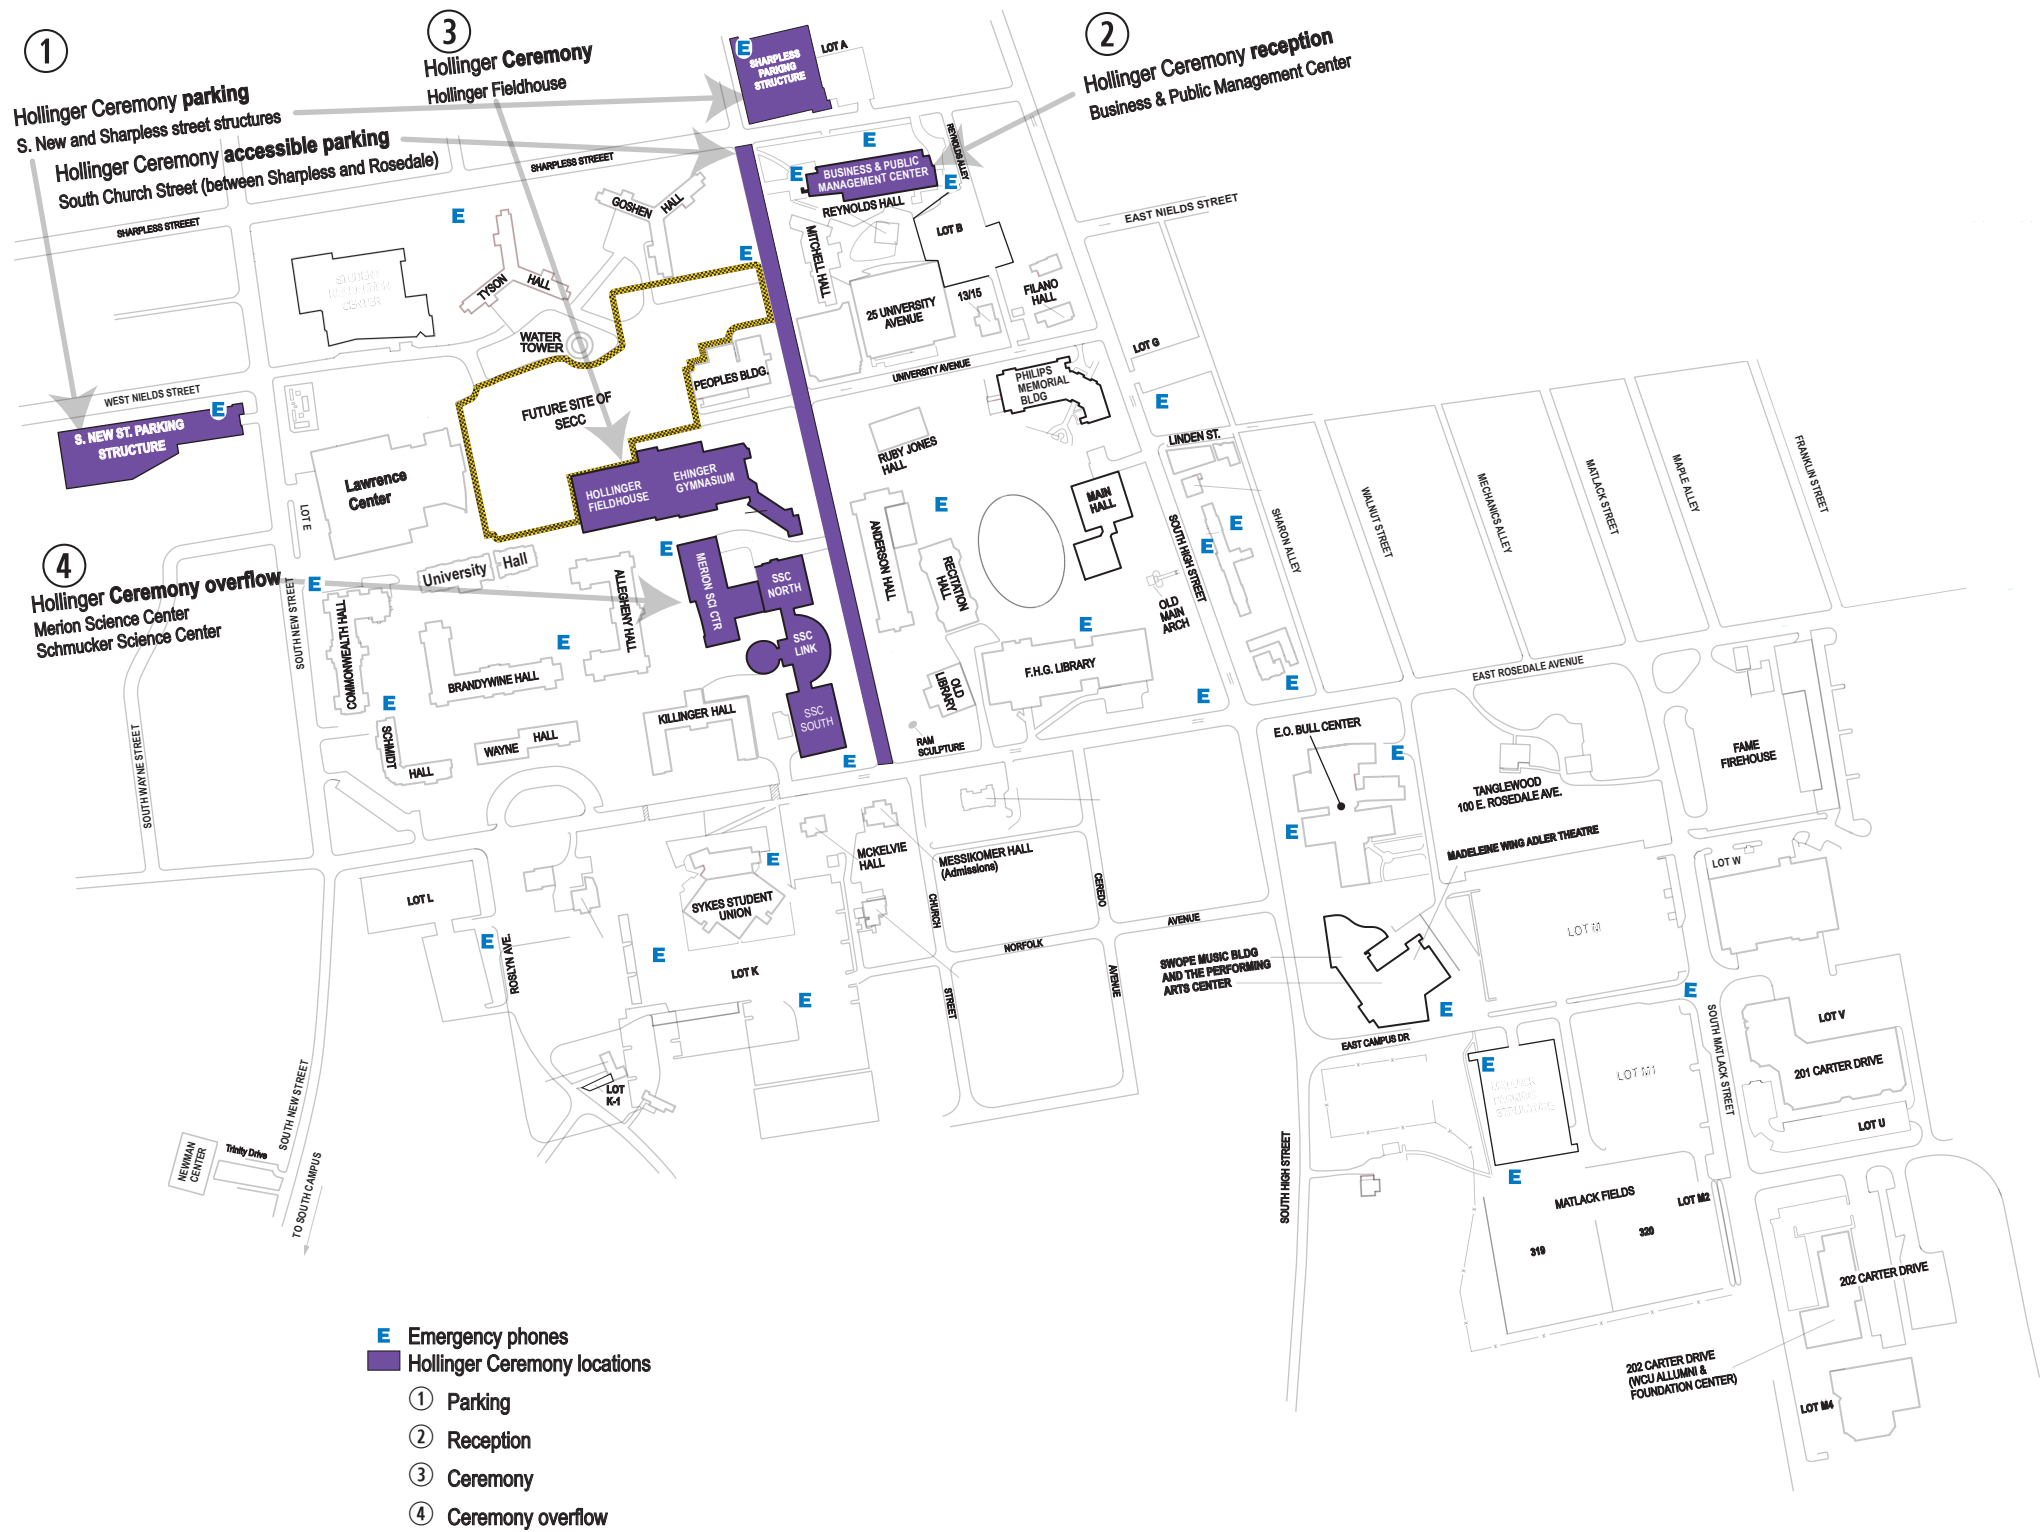 1
Hollinger Ceremony parking
S. New and Sharpless street structures
Hollinger Ceremony accessible parking
South Church Street (between Sharpless and Rosedale)
3
Hollinger Ceremony
Hollinger Fieldhouse
2
Hollinger Ceremony reception
Business & Public Management Center
4
Hollinger Ceremony overflow
Merion Science Center
Schmucker Science Center
E
SHARPLESS
PARKING
STRUCTURE
LOT A
SHARPLESS STREEET
SHARPLESS STREEET
E
E
E
E
BUSINESS & PUBLIC
MANAGEMENT CENTER
REYNOLDS ALLEY
REYNOLDS HALL
GOSHEN
HALL
EAST NIELDS STREET
LOT B
MITCHELL HALL
E
TYSON
HALL
STUDENT
RECREATION
CENTER
25 UNIVERSITY
AVENUE
13/15
FILANO
HALL
WATER
TOWER
LOT G
PEOPLES BLDG.
UNIVERSITY AVENUE
PHILIPS
MEMORIAL
BLDG
E
WEST NIELDS STREET
E
S. NEW ST. PARKING
STRUCTURE
FUTURE SITE OF
SECC
LINDEN ST.
RUBY JONES
HALL
Lawrence
Center
HOLLINGER
FIELDHOUSE
EHINGER
GYMNASIUM
MAIN
HALL
LOT E
E
E
E
SOUTH HIGH STREET
SHARON ALLEY
WALNUT STREET
MECHANICS ALLEY
MATLACK STREET
MAPLE ALLEY
FRANKLIN STREET
ANDERSON HALL
RECITATION
HALL
University
Hall
E
MERION SCI CTR
SSC
NORTH
SSC
LINK
SSC
SOUTH
E
ALLEGHENY HALL
OLD
MAIN
ARCH
E
COMMONWEALTH HALL
SOUTH NEW STREET
E
BRANDYWINE HALL
F.H.G. LIBRARY
OLD
LIBRARY
E
E
EAST ROSEDALE AVENUE
E
KILLINGER HALL
WAYNE
HALL
SCHMIDT
HALL
RAM
SCULPTURE
E
E.O. BULL CENTER
E
E
SOUTH WAYNE STREET
TANGLEWOOD
100 E. ROSEDALE AVE.
FAME
FIREHOUSE
MADELEINE WING ADLER THEATRE
LOT W
MCKELVIE
HALL
MESSIKOMER HALL
(Admissions)
E
SYKES STUDENT
UNION
LOT L
E
ROSLYN AVE.
CHURCH
STREET
CEREDO
AVENUE
NORFOLK
AVENUE
E
LOT K
E
LOT M
SWOPE MUSIC BLDG
AND THE PERFORMING
ARTS CENTER
E
E
EAST CAMPUS DR
E
LOT M1
SOUTH MATLACK STREET
LOT V
201 CARTER DRIVE
LOT U
LOT
K-1
SOUTH NEW STREET
Trinity Drive
NEWMAN
CENTER
TO SOUTH CAMPUS
SOUTH HIGH STREET
E
MATLACK FIELDS
LOT M2
319
320
202 CARTER DRIVE
202 CARTER DRIVE
(WCU ALLUMNI &
FOUNDATION CENTER)
LOT M4
E Emergency phones
Hollinger Ceremony locations
1 Parking
2 Reception
3 Ceremony
4 Ceremony overflow